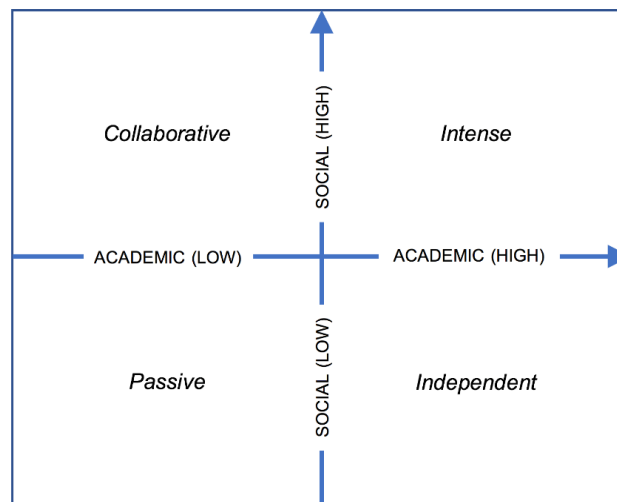 Collaborative
SOCIAL (HIGH)
Intense
ACADEMIC (LOW)
ACADEMIC (HIGH)
Passive
SOCIAL (LOW)
Independent